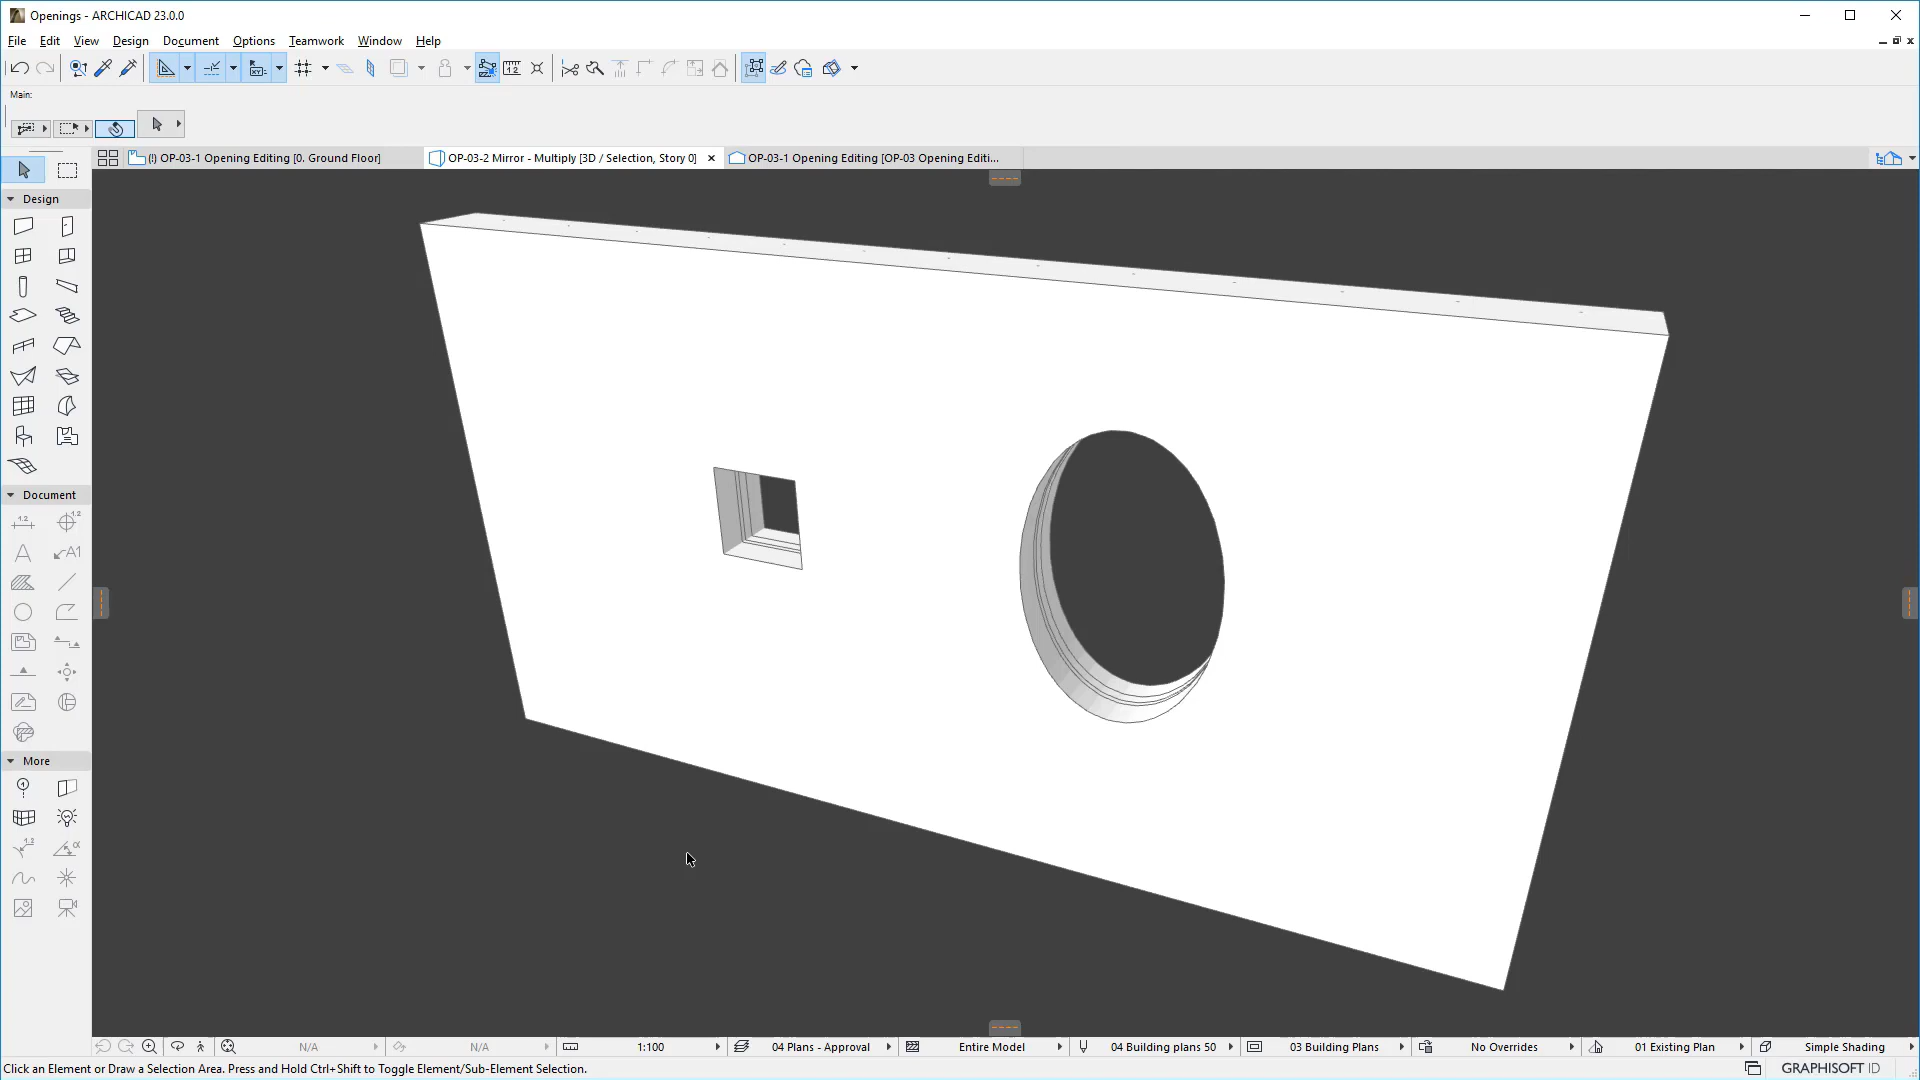 Openings - ARCHICAD 23.0.0
File Edit View Design Document Options Teamwork Window Help
Main:
(!) OP-03-1 Opening Editing [0. Ground Floor]
OP-03-2 Mirror - Multiply [3D / Selection, Story 0]
OP-03-1 Opening Editing [OP-03 Opening Editi...
Design
Document
More
N/A N/A 1:100 04 Plans - Approval Entire Model 04 Building plans 50 03 Building Plans No Overrides 01 Existing Plan Simple Shading
Click an Element or Draw a Selection Area. Press and Hold Ctrl+Shift to Toggle Element/Sub-Element Selection.
GRAPHISOFT ID